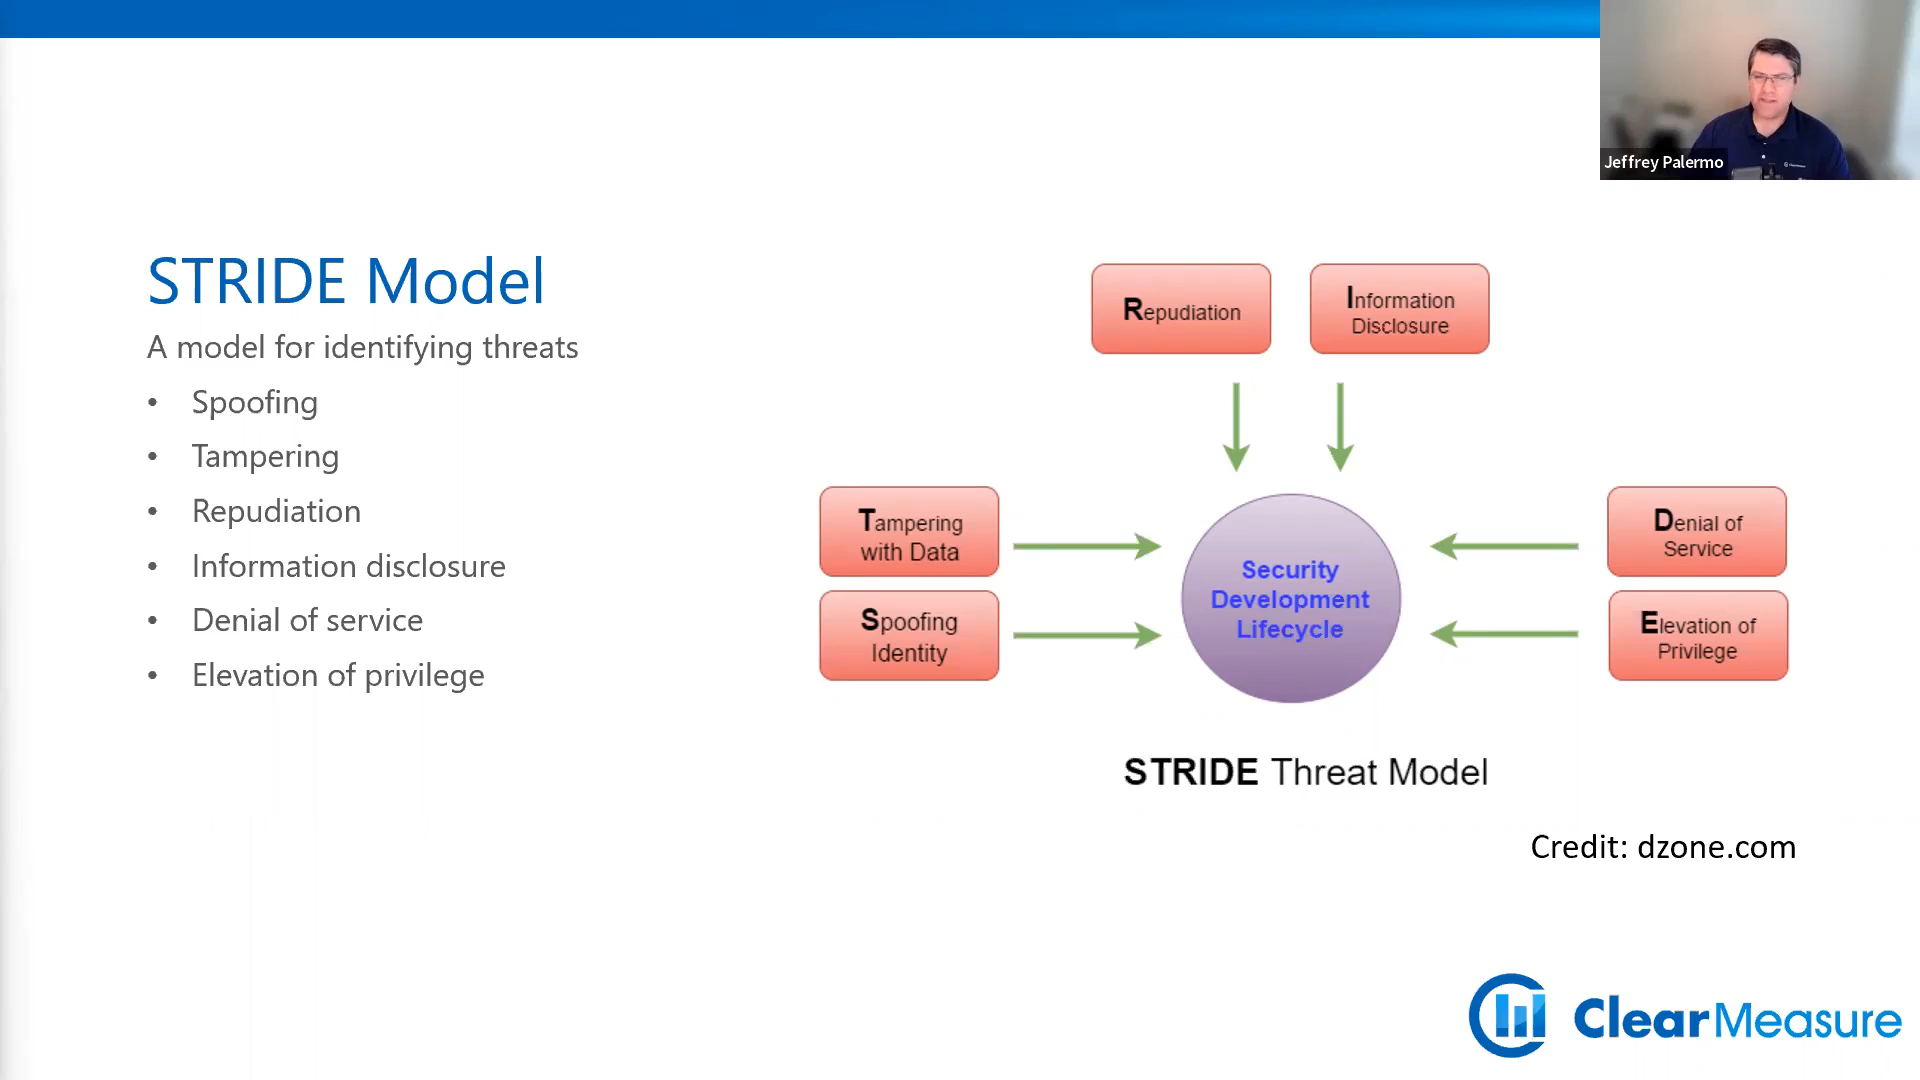 Jeffrey Palermo
STRIDE Model
A model for identifying threats
• Spoofing
• Tampering
• Repudiation
• Information disclosure
• Denial of service
• Elevation of privilege
Repudiation
Information
Disclosure
Tampering
with Data
Spoofing
Identity
Security
Development
Lifecycle
Denial of
Service
Elevation of
Privilege
STRIDE Threat Model
Credit: dzone.com
ClearMeasure